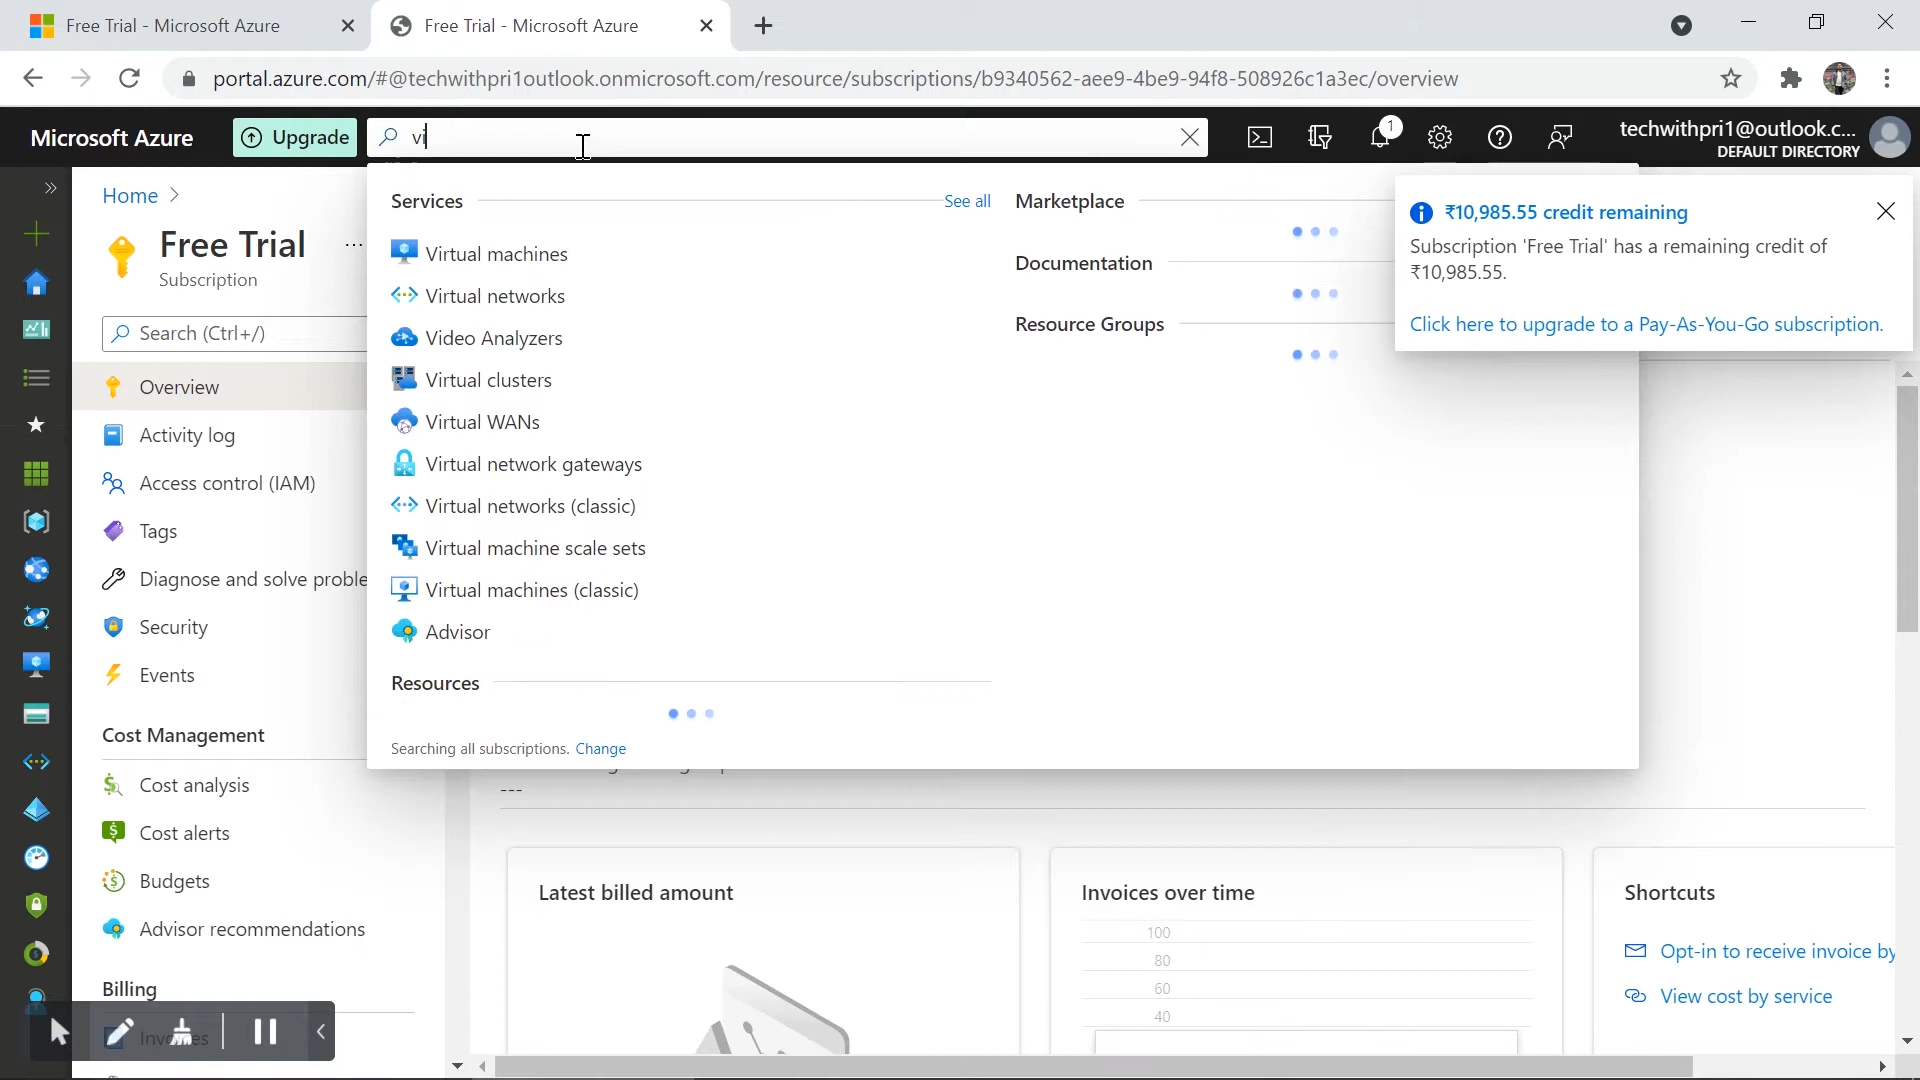 Free Trial - Microsoft Azure
Free Trial - Microsoft Azure
portal.azure.com/#@techwithpri1outlook.onmicrosoft.com/resource/subscriptions/b9340562-aee9-4be9-94f8-508926c1a3ec/overview
Microsoft Azure
Upgrade
vi
1
techwithpri1@outlook.c...
DEFAULT DIRECTORY
Home
Free Trial
...
Subscription
Search (Ctrl+/)
Overview
Activity log
Access control (IAM)
Tags
Diagnose and solve proble
Security
Events
Cost Management
Cost analysis
Cost alerts
Budgets
Advisor recommendations
Billing
Invoices
Services
See all
Virtual machines
Virtual networks
Video Analyzers
Virtual clusters
Virtual WANs
Virtual network gateways
Virtual networks (classic)
Virtual machine scale sets
Virtual machines (classic)
Advisor
Resources
Searching all subscriptions. Change
Marketplace
Documentation
Resource Groups
₹10,985.55 credit remaining
Subscription 'Free Trial' has a remaining credit of
₹10,985.55.
Click here to upgrade to a Pay-As-You-Go subscription.
---
Latest billed amount
Invoices over time
100
80
60
40
Shortcuts
Opt-in to receive invoice by
View cost by service